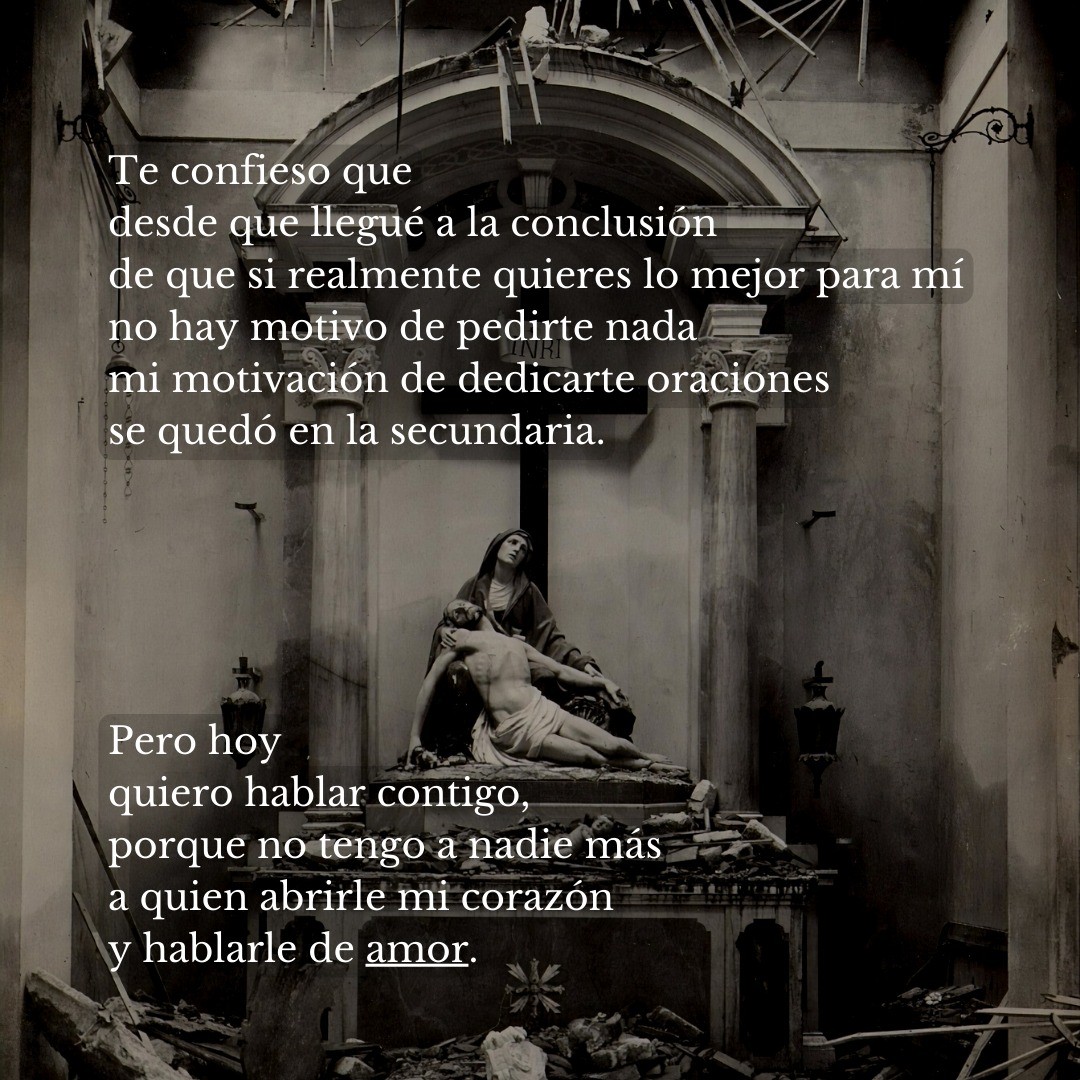 Te confieso que
desde que llegué a la conclusión
de que si realmente quieres lo mejor para mí
no hay motivo de pedirte nada
INRI
mi motivación de dedicarte oraciones
se quedó en la secundaria.
Pero hoy
quiero hablar contigo,
porque no tengo a nadie más
a quien abrirle mi corazón
y hablarle de amor.